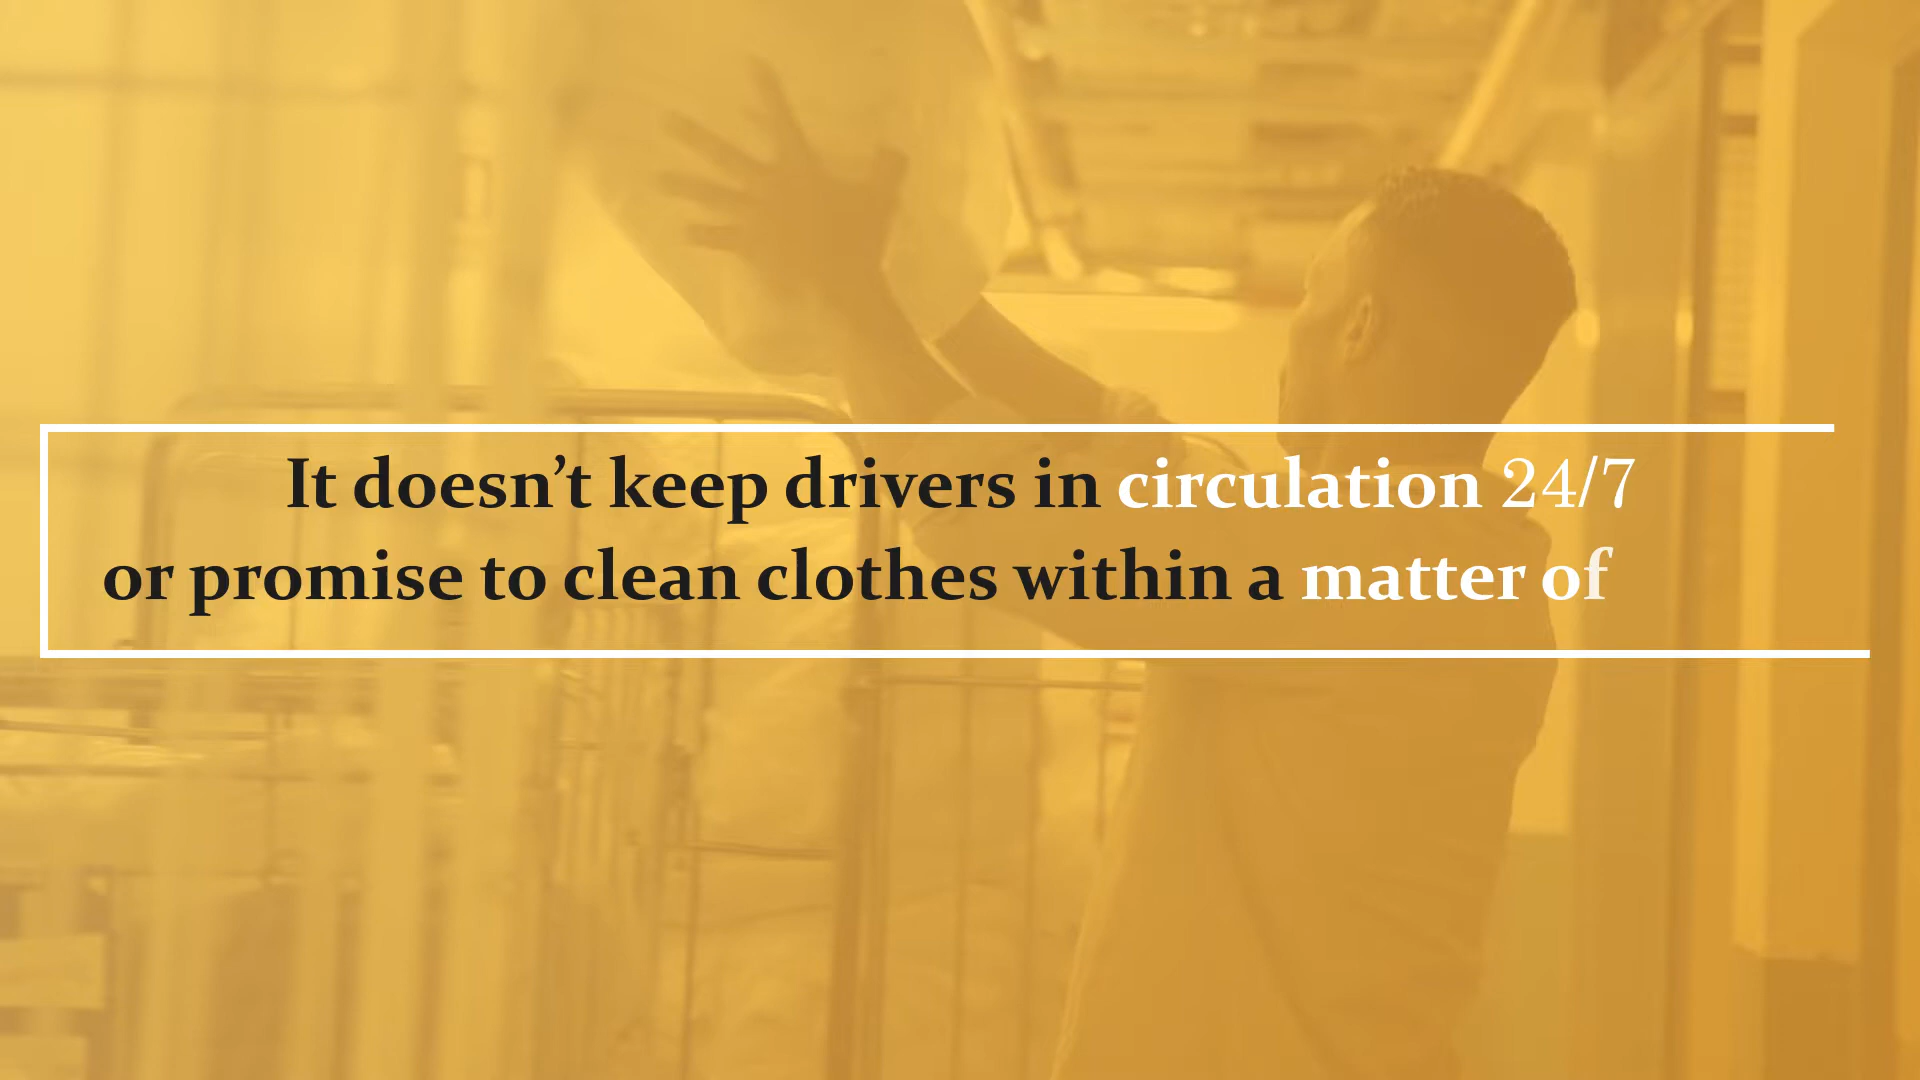 It doesn’t keep drivers in circulation 24/7
or promise to clean clothes within a matter of